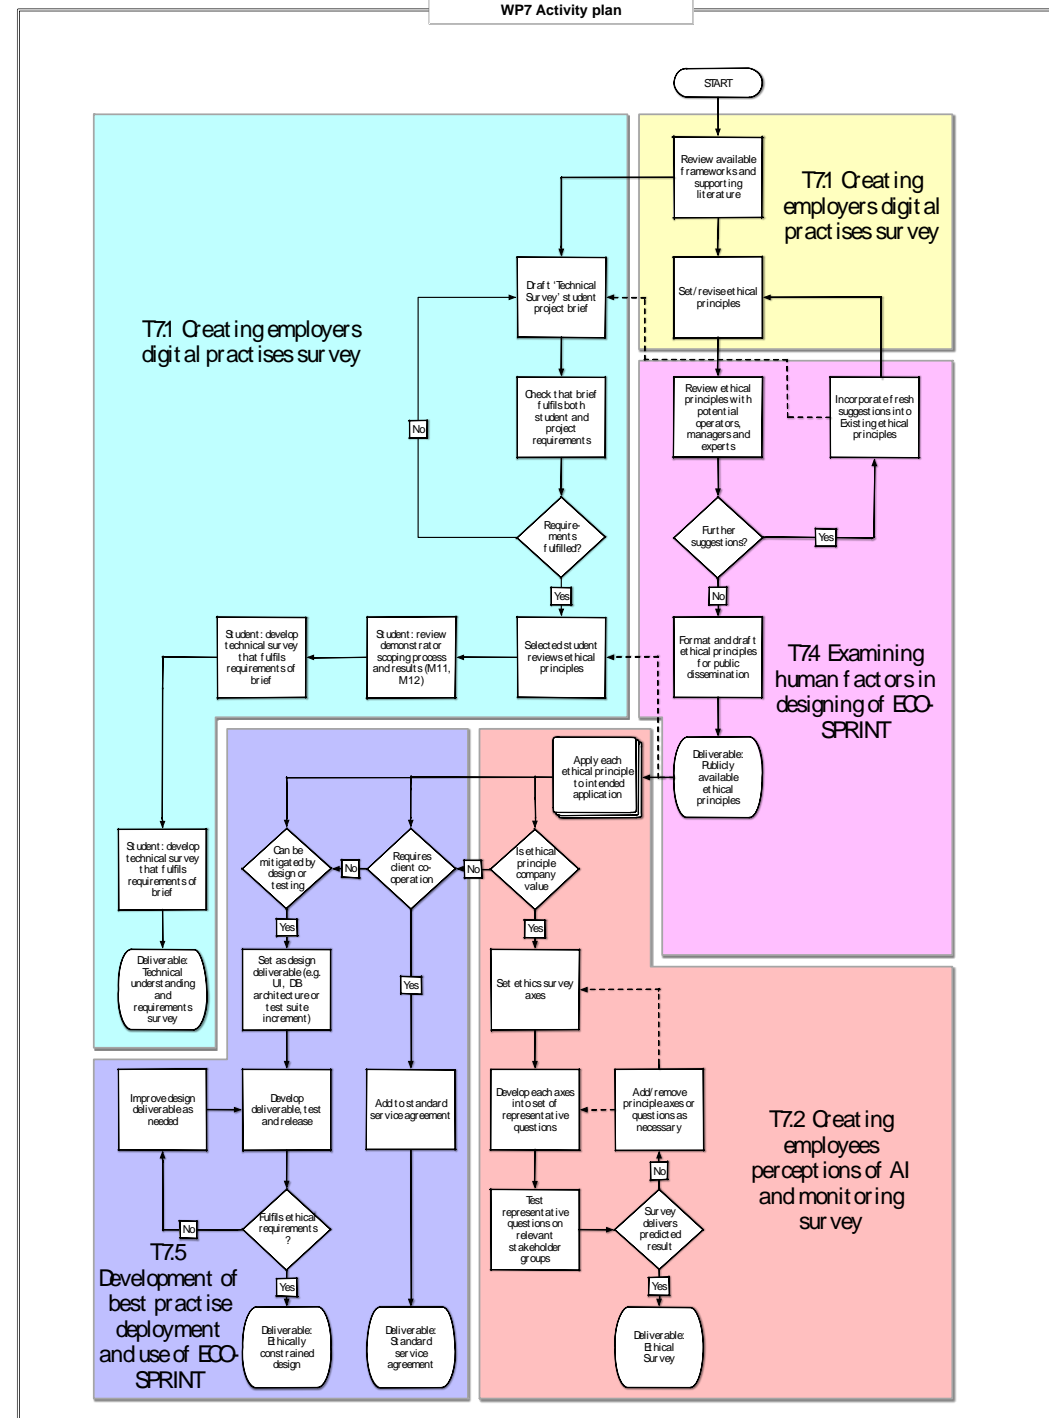 WP7 Activity plan
START
Review available
frameworks and
supporting
literature
T7.1 Creating
employers digital
practises survey
Set/revise ethical
principles
Draft ‘Technical
Survey’ student
project brief
T7.1 Creating employers
digital practises survey
Check that brief
fulfils both
student and
project
requirements
No
Review ethical
principles with
potential
operators,
managers and
experts
Incorporate fresh
suggestions into
Existing ethical
principles
Require-
ments
fulfilled?
Further
suggestions?
Yes
Yes
No
Student: develop
technical survey
that fulfils
requirements of
brief
Student: review
demonstrator
scoping process
and results (M11,
M12)
Selected student
reviews ethical
principles
Format and draft
ethical principles
for public
dissemination
T7.4 Examining
human factors in
designing of ECO-
SPRINT
Apply each
ethical principle
to intended
application
Deliverable:
Publicly
available
ethical
principles
Student: develop
technical survey
that fulfils
requirements of
brief
Can be
mitigated by
design or
testing
No
Requires
client co-
operation
No
Is ethical
principle
company
value
Yes
Yes
Deliverable:
Technical
understanding
and
requirements
survey
Set as design
deliverable (e.g.
UI, DB
architecture or
test suite
increment)
Yes
Set ethics survey
axes
Improve design
deliverable as
needed
Develop
deliverable, test
and release
Add to standard
service agreement
Develop each axes
into set of
representative
questions
Add/remove
principle axes or
questions as
necessary
T7.2 Creating
employees
perceptions of AI
and monitoring
survey
No
No
Fulfils ethical
requirements
?
Test
representative
questions on
relevant
stakeholder
groups
Survey
delivers
predicted
result
T7.5
Development of
best practise
deployment
and use of ECO-
SPRINT
Yes
Yes
Deliverable:
Ethically
constrained
design
Deliverable:
Standard
service
agreement
Deliverable:
Ethical
Survey